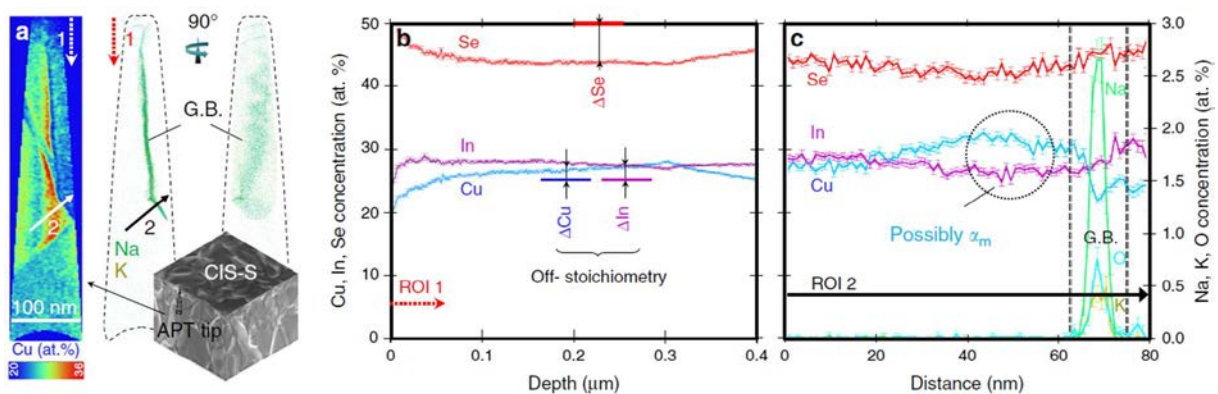 a
1
1
90°
G.B.
2
2
Na
K
CIS-S
100 nm
APT tip
Cu (at.%)
20
36
b
Cu, In, Se concentration (at. %)
50
40
30
20
10
0
Se
ΔSe
In
Cu
ΔCu
ΔIn
Off- stoichiometry
ROI 1
0
0.1
0.2
0.3
0.4
Depth (μm)
c
Se
Na
In
Cu
Possibly αm
G.B.
O
K
ROI 2
0
20
40
60
80
Distance (nm)
3.0
2.5
2.0
1.5
1.0
0.5
0.0
Na, K, O concentration (at. %)